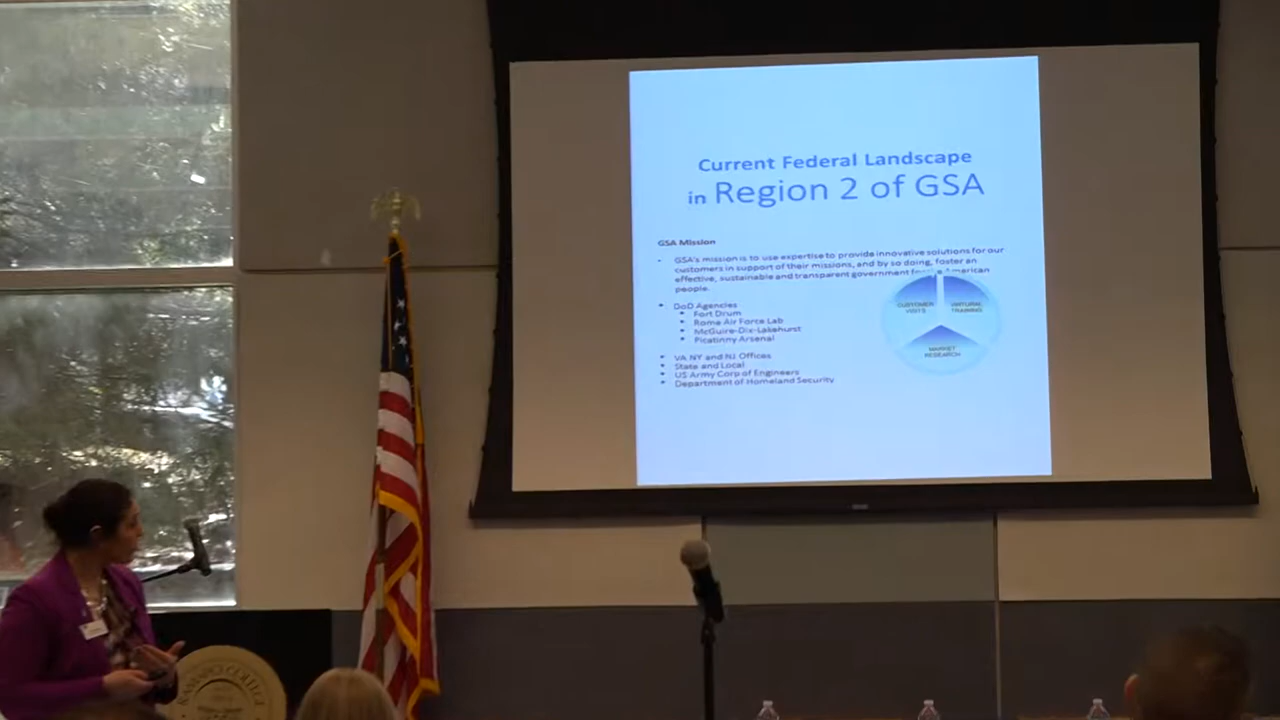 Current Federal Landscape
in Region 2 of GSA
GSA Mission
• GSA's mission is to use expertise to provide innovative solutions for our
customers in support of their missions, and by so doing, foster an
effective, sustainable and transparent government American
people.
• DoD Agencies
• Fort Drum
• Rome Air Force Lab
• McGuire-Dix-Lakehurst
• Picatinny Arsenal
• VA NY and NJ Offices
• State and Local
• US Army Corp of Engineers
• Department of Homeland Security
CUSTOMER
VISITS
VIRTUAL
TRAINING
MARKET
RESEARCH
RAMAPO COLLEGE